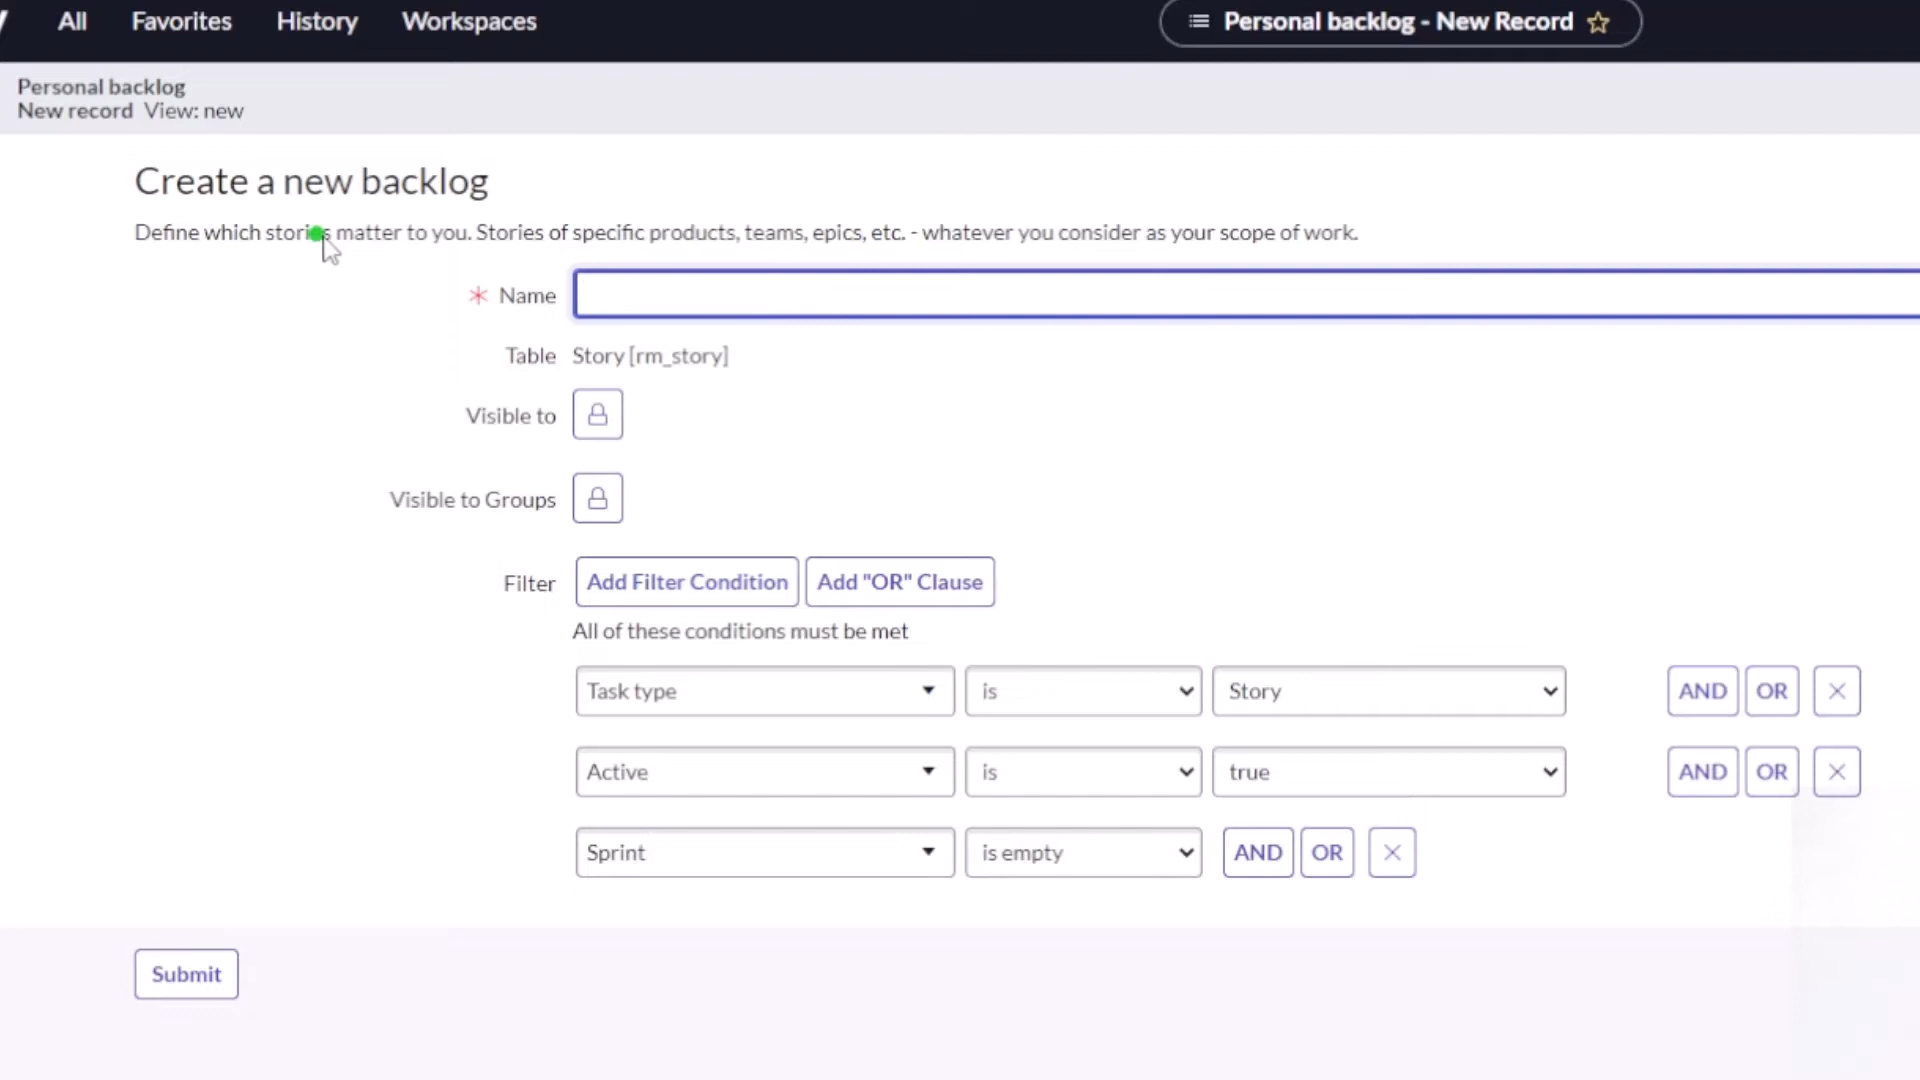 All Favorites History Workspaces Personal backlog - New Record
Personal backlog
New record View: new
Create a new backlog
Define which stories matter to you. Stories of specific products, teams, epics, etc. - whatever you consider as your scope of work.
* Name
Table Story [rm_story]
Visible to
Visible to Groups
Filter Add Filter Condition Add "OR" Clause
All of these conditions must be met
Task type is Story AND OR
Active is true AND OR
Sprint is empty AND OR
Submit